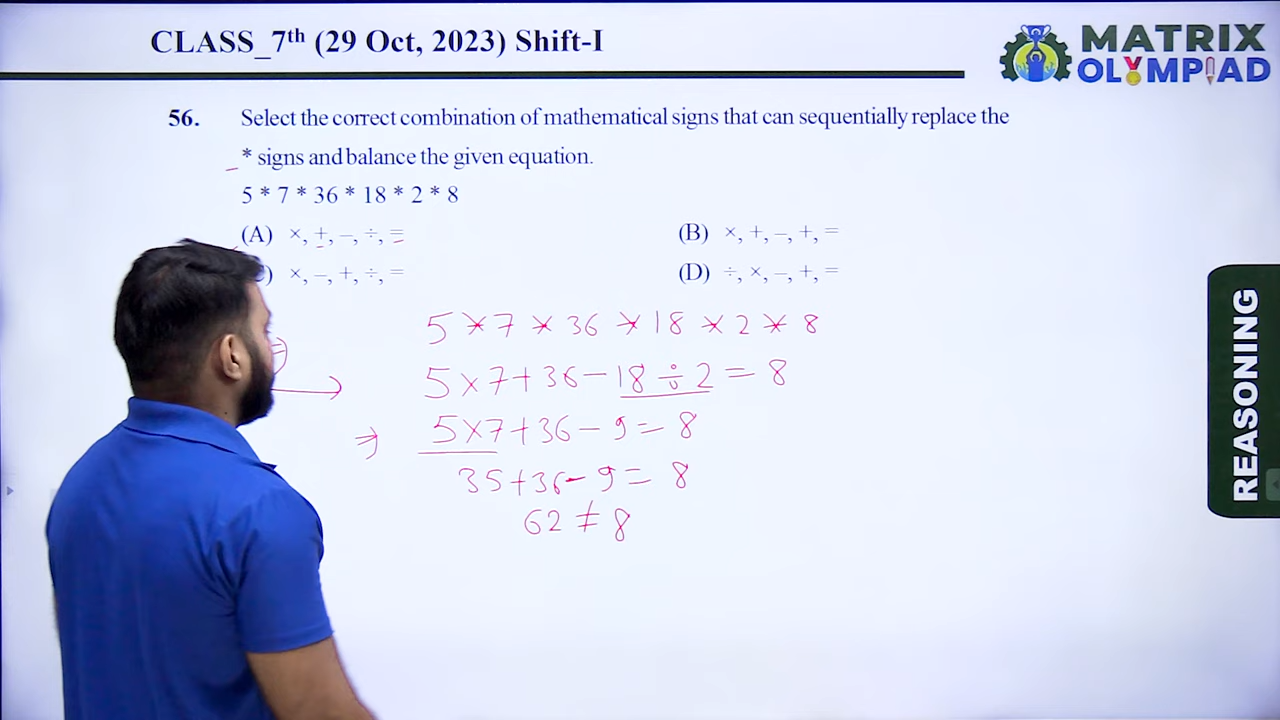 CLASS_7th (29 Oct, 2023) Shift-I
MATRIX
OLYMPIAD
56. Select the correct combination of mathematical signs that can sequentially replace the
* signs and balance the given equation.
5 * 7 * 36 * 18 * 2 * 8
(A) ×, +, –, ÷, =
(B) ×, +, –, +, =
) ×, –, +, ÷, =
(D) ÷, ×, –, +, =
5 * 7 * 36 * 18 * 2 * 8
5 × 7 + 36 – 18 ÷ 2 = 8
⇒ 5 × 7 + 36 – 9 = 8
35 + 36 – 9 = 8
62 ≠ 8
REASONING